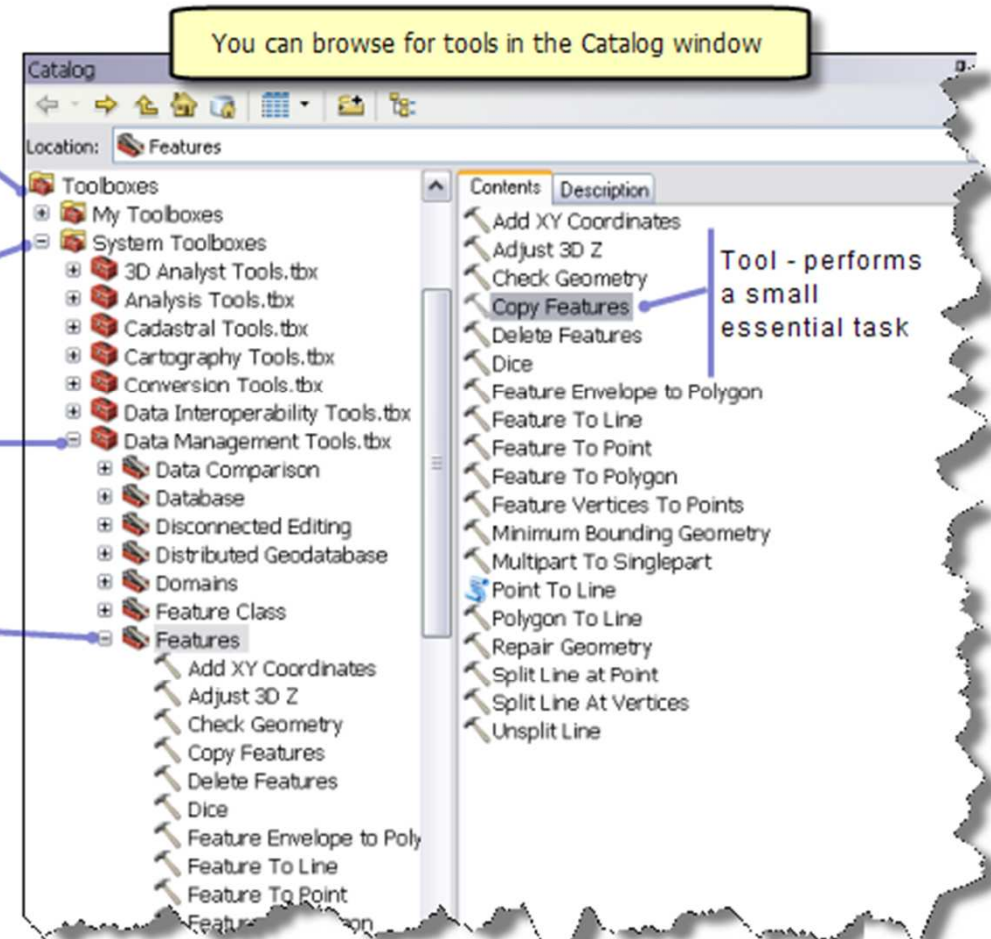 You can browse for tools in the Catalog window
Catalog
Location: Features
Toolboxes
My Toolboxes
System Toolboxes
3D Analyst Tools.tbx
Analysis Tools.tbx
Cadastral Tools.tbx
Cartography Tools.tbx
Conversion Tools.tbx
Data Interoperability Tools.tbx
Data Management Tools.tbx
Data Comparison
Database
Disconnected Editing
Distributed Geodatabase
Domains
Feature Class
Features
Add XY Coordinates
Adjust 3D Z
Check Geometry
Copy Features
Delete Features
Dice
Feature Envelope to Poly
Feature To Line
Feature To Point
Contents Description
Add XY Coordinates
Adjust 3D Z
Check Geometry
Copy Features
Delete Features
Dice
Feature Envelope to Polygon
Feature To Line
Feature To Point
Feature To Polygon
Feature Vertices To Points
Minimum Bounding Geometry
Multipart To Singlepart
Point To Line
Polygon To Line
Repair Geometry
Split Line at Point
Split Line At Vertices
Unsplit Line
Tool - performs
a small
essential task